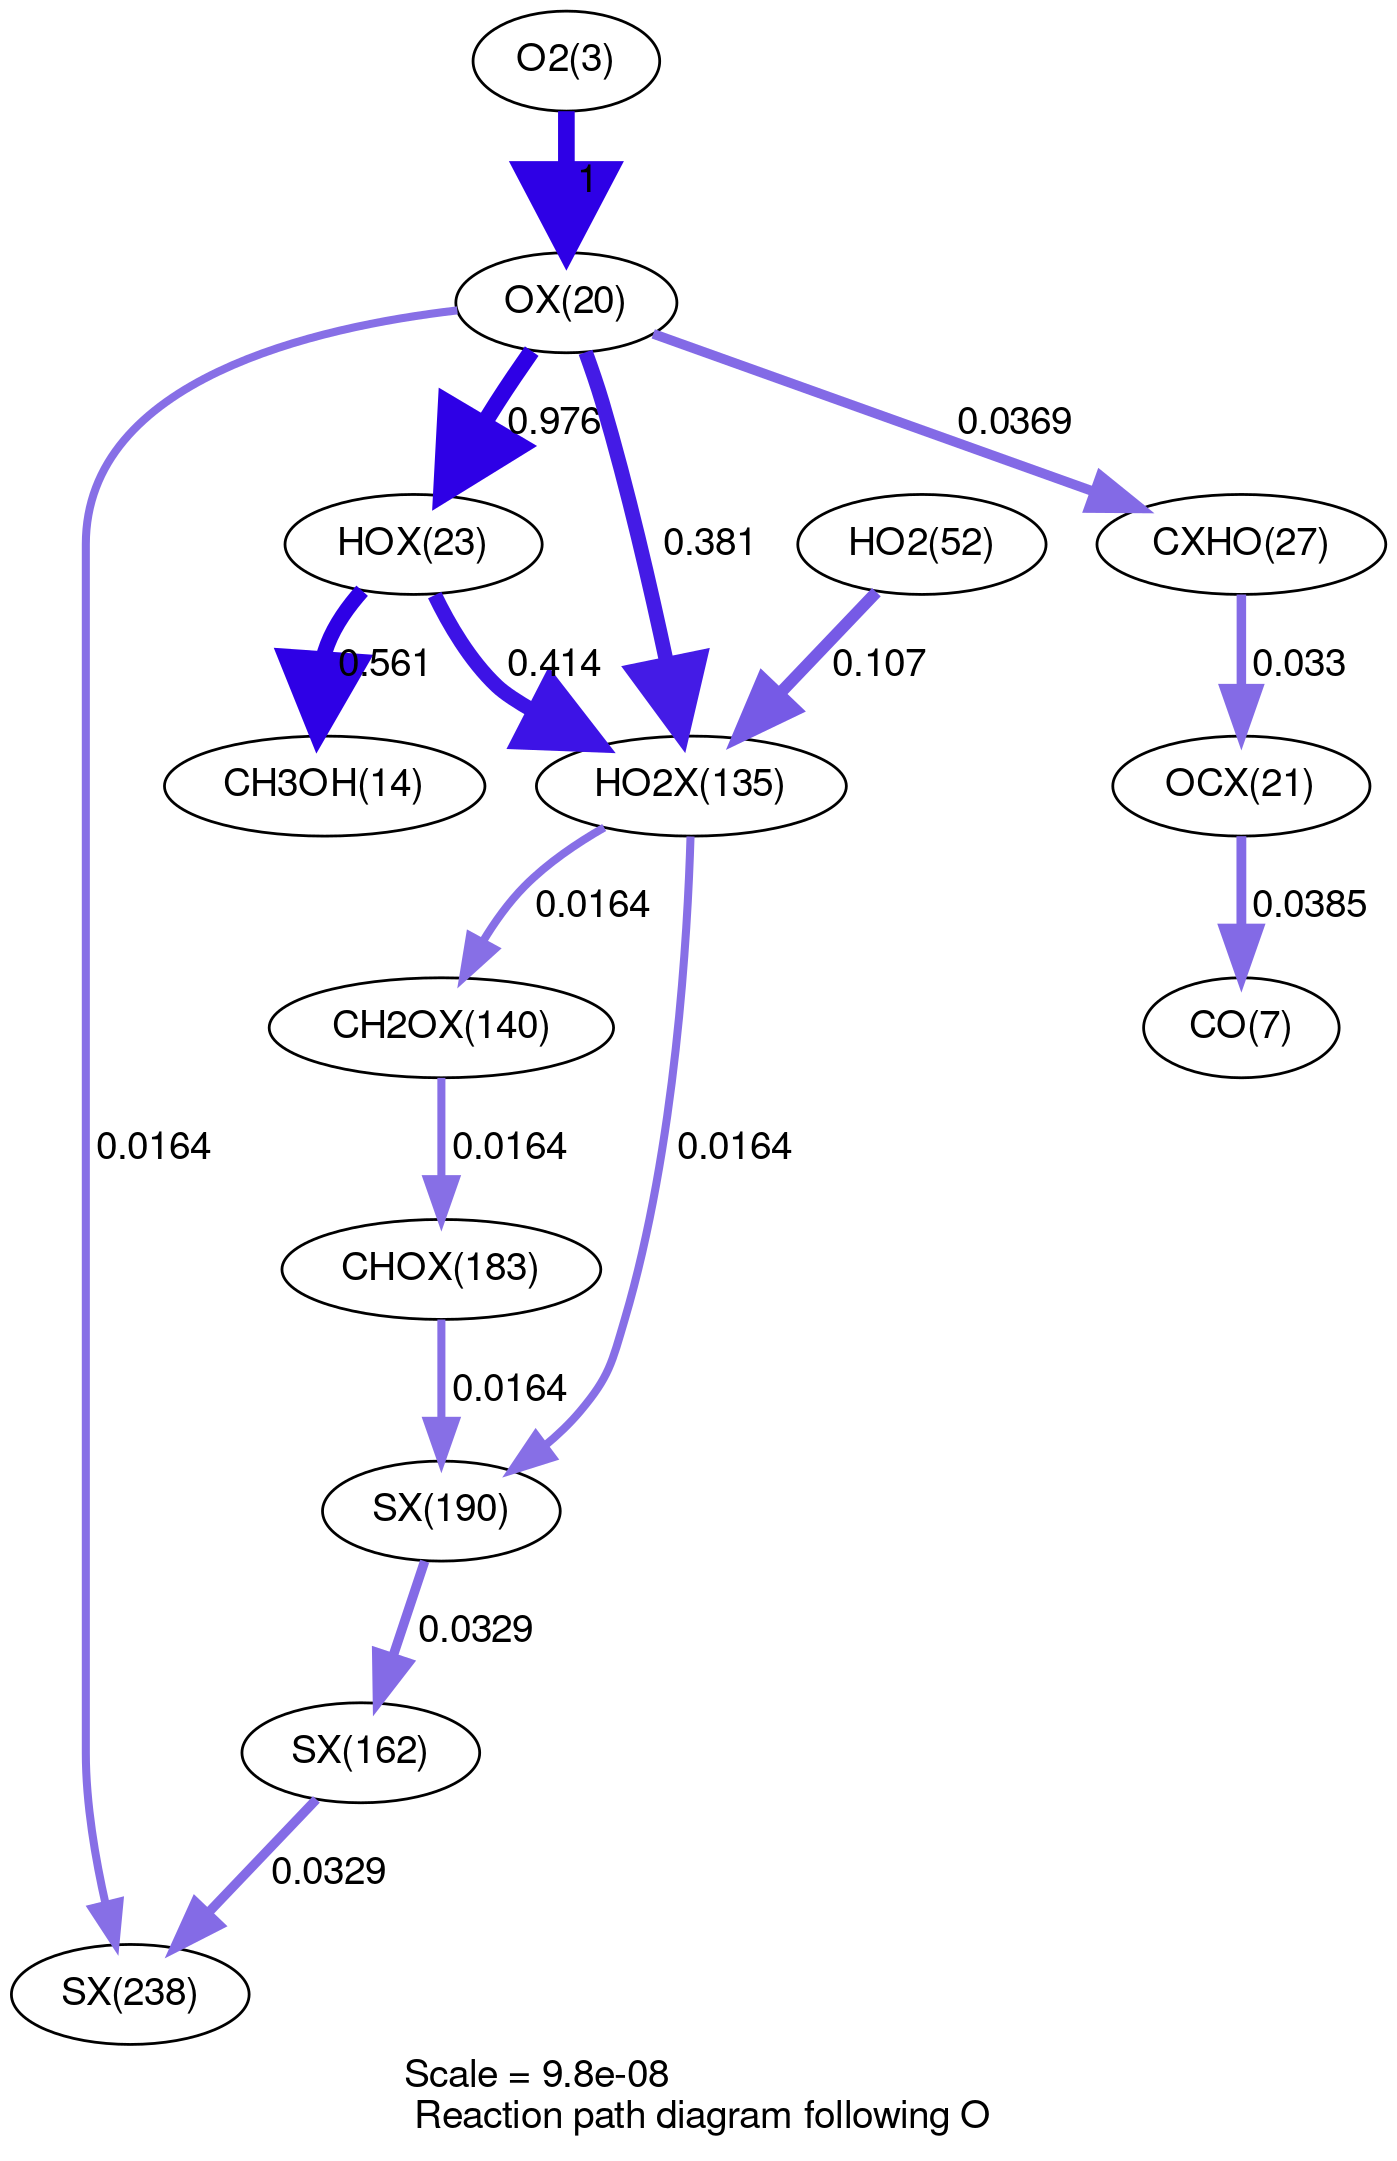 O2(3)
1
OX(20)
0.976
0.0369
HOX(23)
0.381
HO2(52)
CXHO(27)
0.561
0.414
0.107
0.033
CH3OH(14)
HO2X(135)
OCX(21)
0.0164
0.0385
CH2OX(140)
CO(7)
0.0164
0.0164
0.0164
CHOX(183)
0.0164
SX(190)
0.0329
SX(162)
0.0329
SX(238)
Scale = 9.8e-08
Reaction path diagram following O